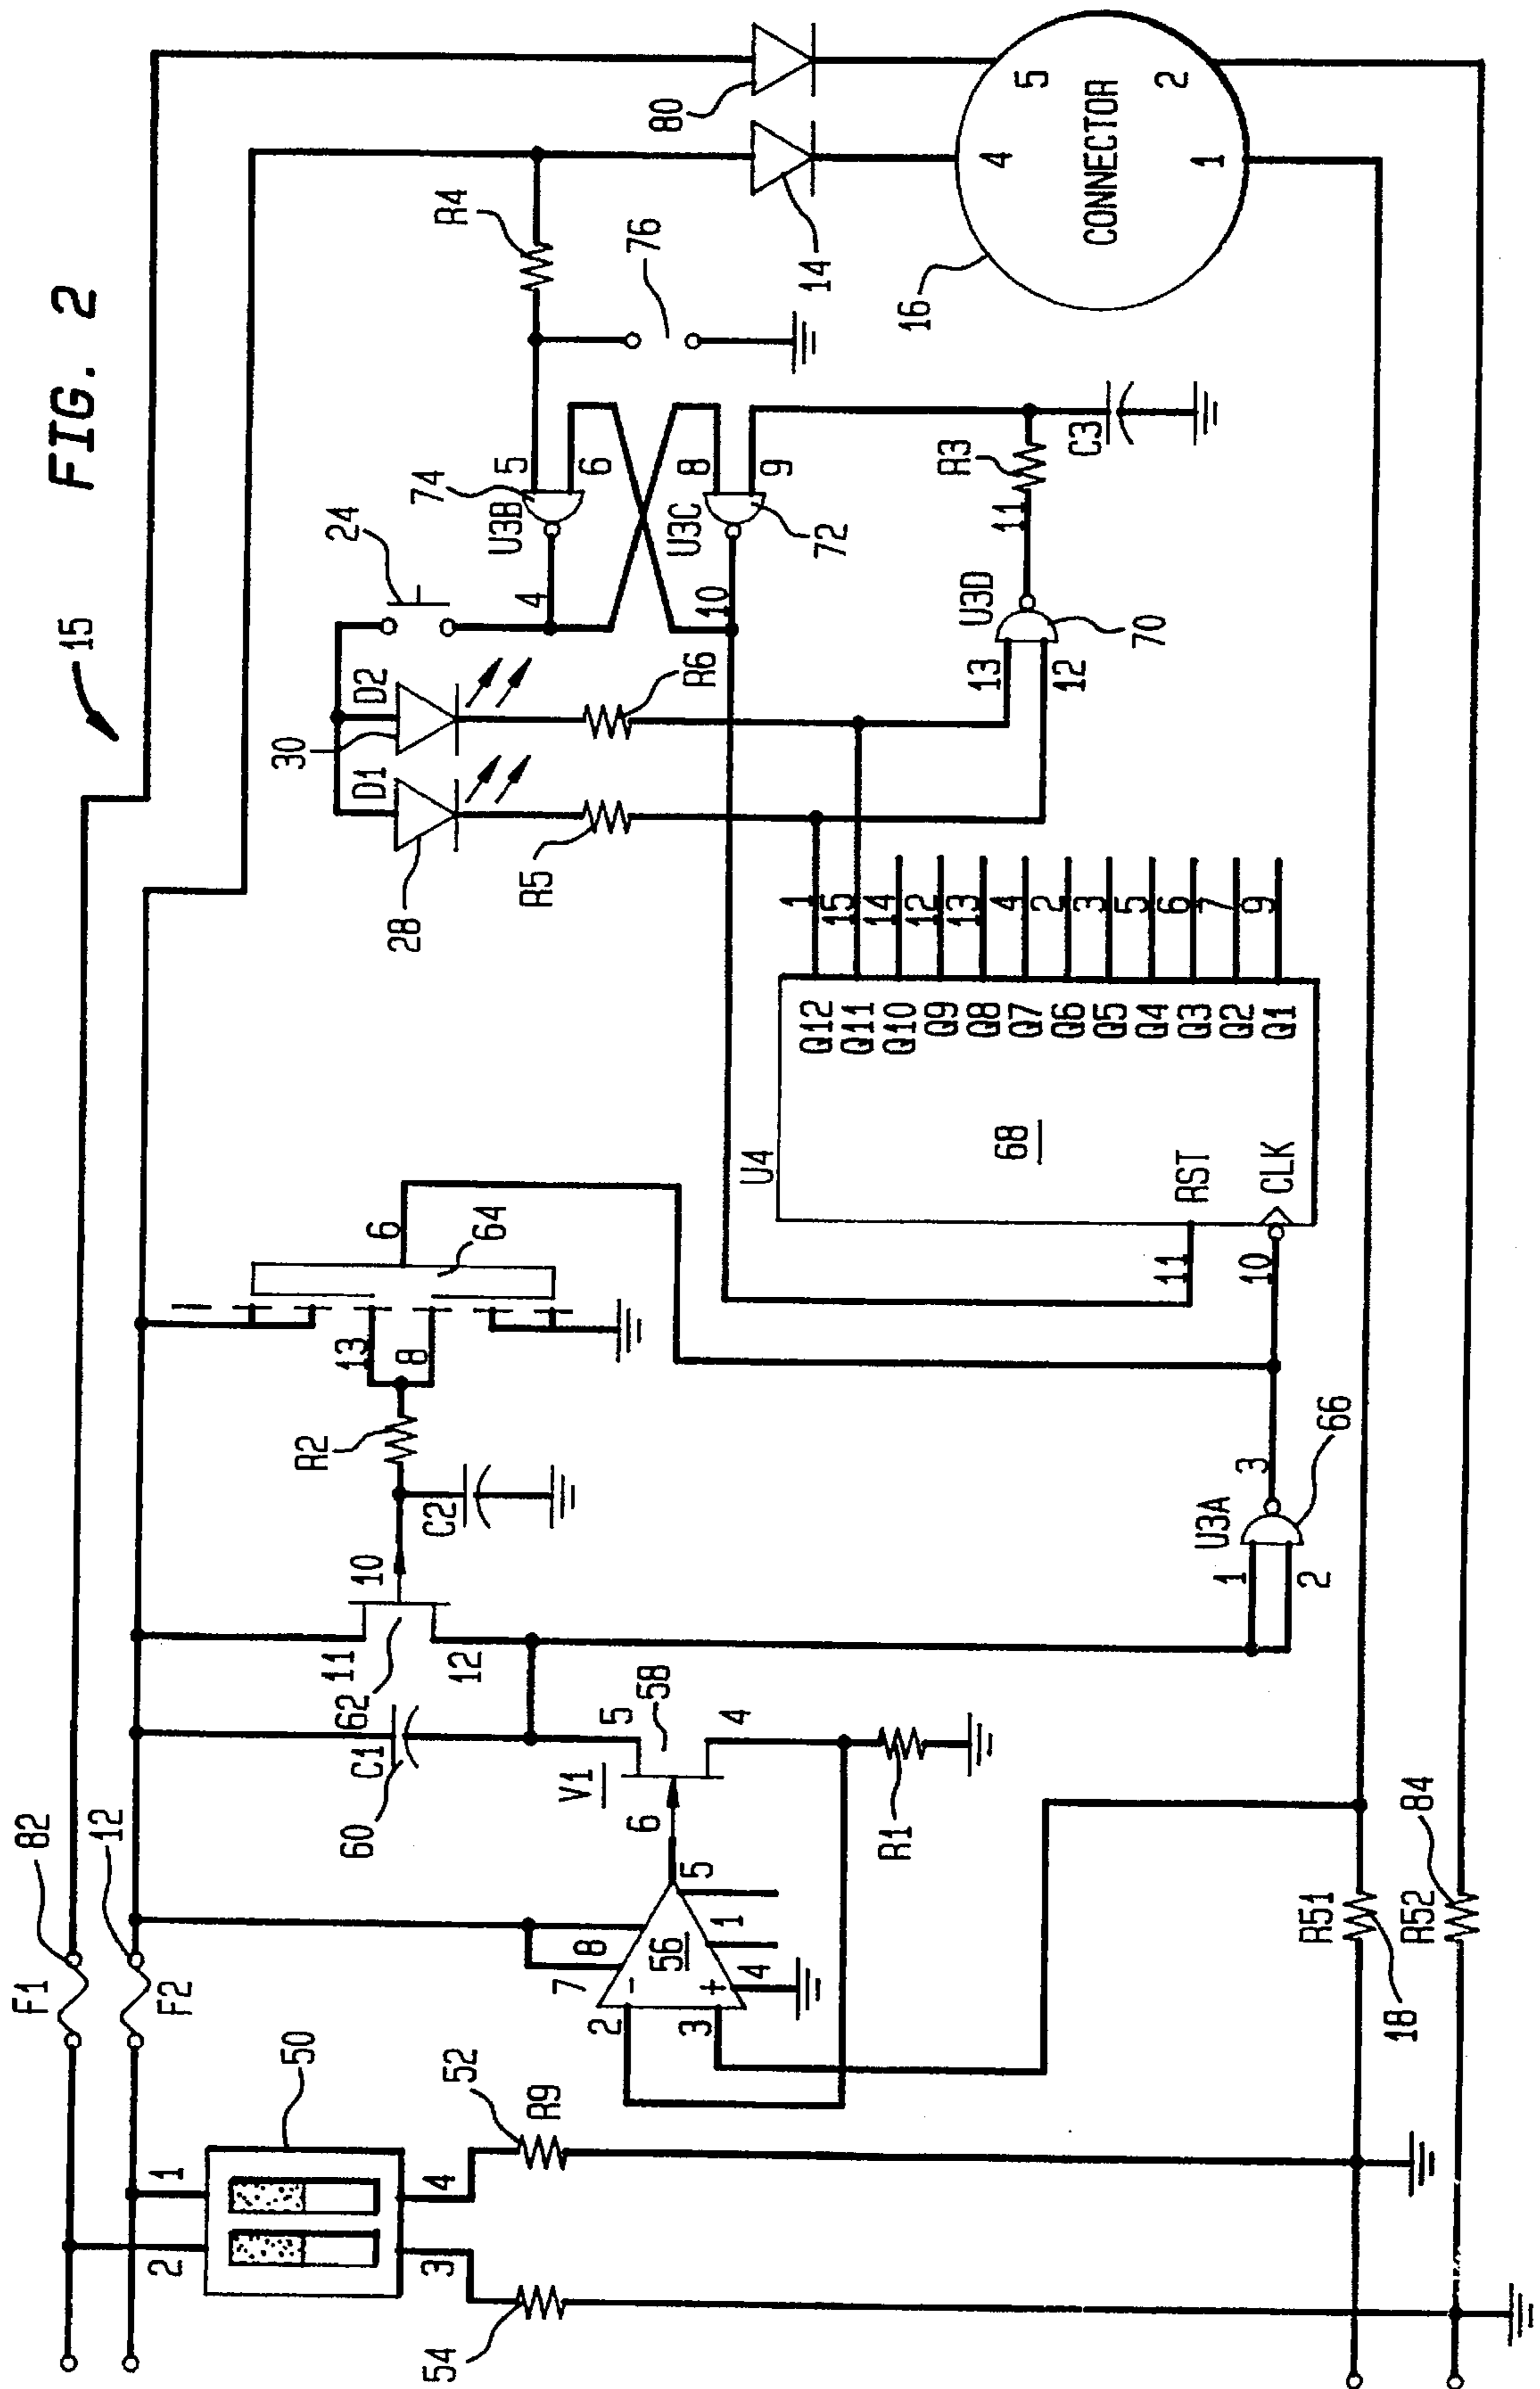 FIG. 2
15
F1
82
12
F2
50
1
2
3
4
52
R9
54
7
8
2
3
56
-
+
4
1
5
6
V1
58
5
4
C1
60
62
11
12
10
R1
C2
R2
13
8
6
64
U3A
1
2
3
66
U4
68
RST
CLK
11
10
Q12
Q11
Q10
Q9
Q8
Q7
Q6
Q5
Q4
Q3
Q2
Q1
1
15
14
12
13
4
2
3
5
6
7
9
D1
D2
28
30
R5
R6
24
4
U3B
74
5
6
U3C
72
8
9
10
U3D
70
13
12
11
R3
C3
R4
76
14
80
16
CONNECTOR
4
5
1
2
R51
18
R52
84